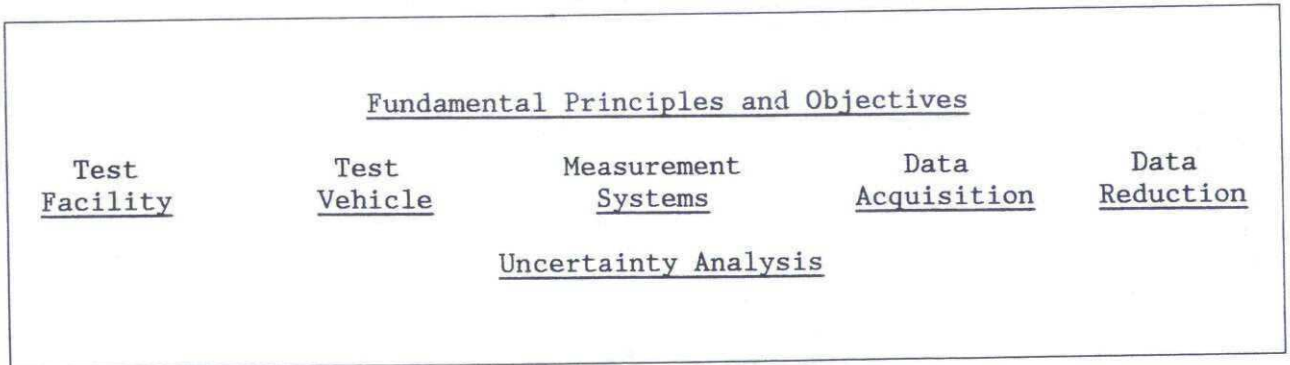 Fundamental Principles and Objectives
Test Test Measurement Data Data
Facility Vehicle Systems Acquisition Reduction
Uncertainty Analysis